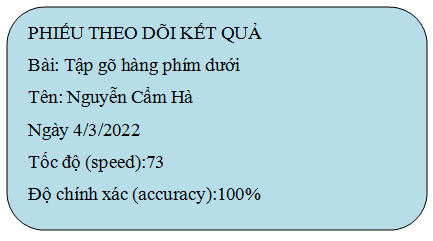 PHIẾU THEO DÕI KẾT QUẢ
Bài: Tập gõ hàng phím dưới
Tên: Nguyễn Cẩm Hà
Ngày 4/3/2022
Tốc độ (speed):73
Độ chính xác (accuracy):100%